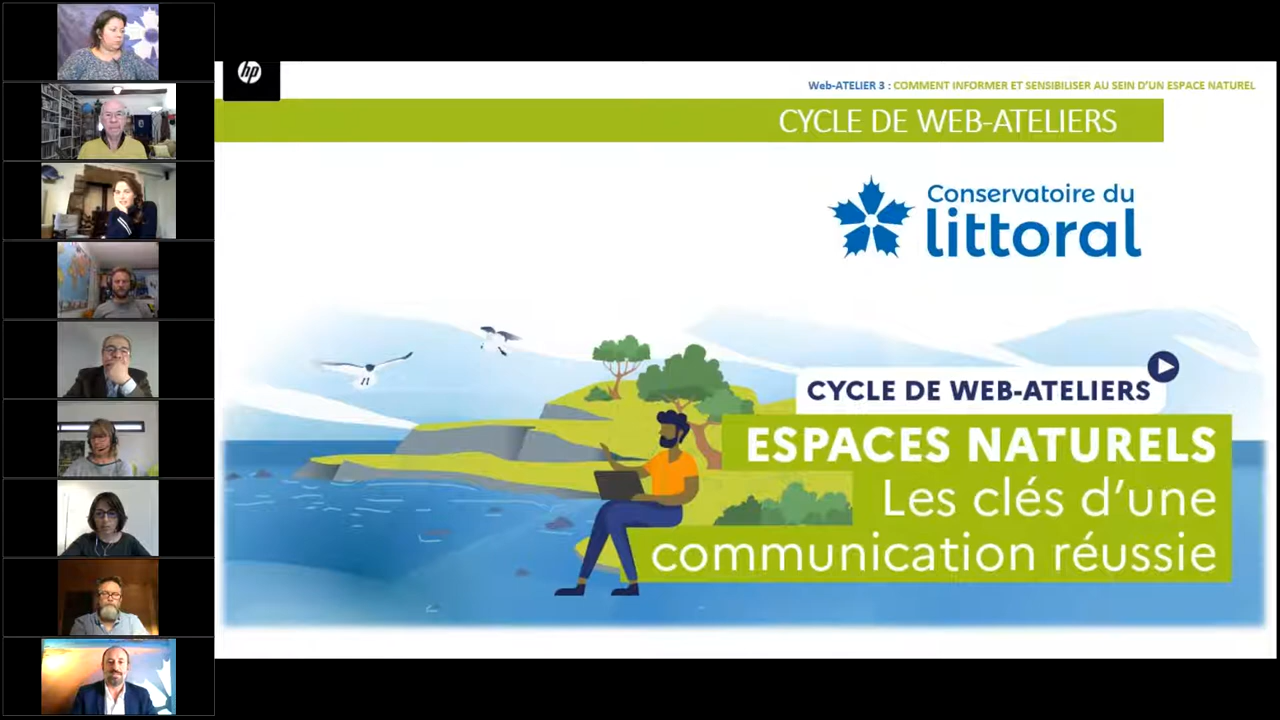 hp
Web-ATELIER 3 : COMMENT INFORMER ET SENSIBILISER AU SEIN D'UN ESPACE NATUREL
CYCLE DE WEB-ATELIERS
Conservatoire du
littoral
CYCLE DE WEB-ATELIERS
ESPACES NATURELS
Les clés d'une
communication réussie